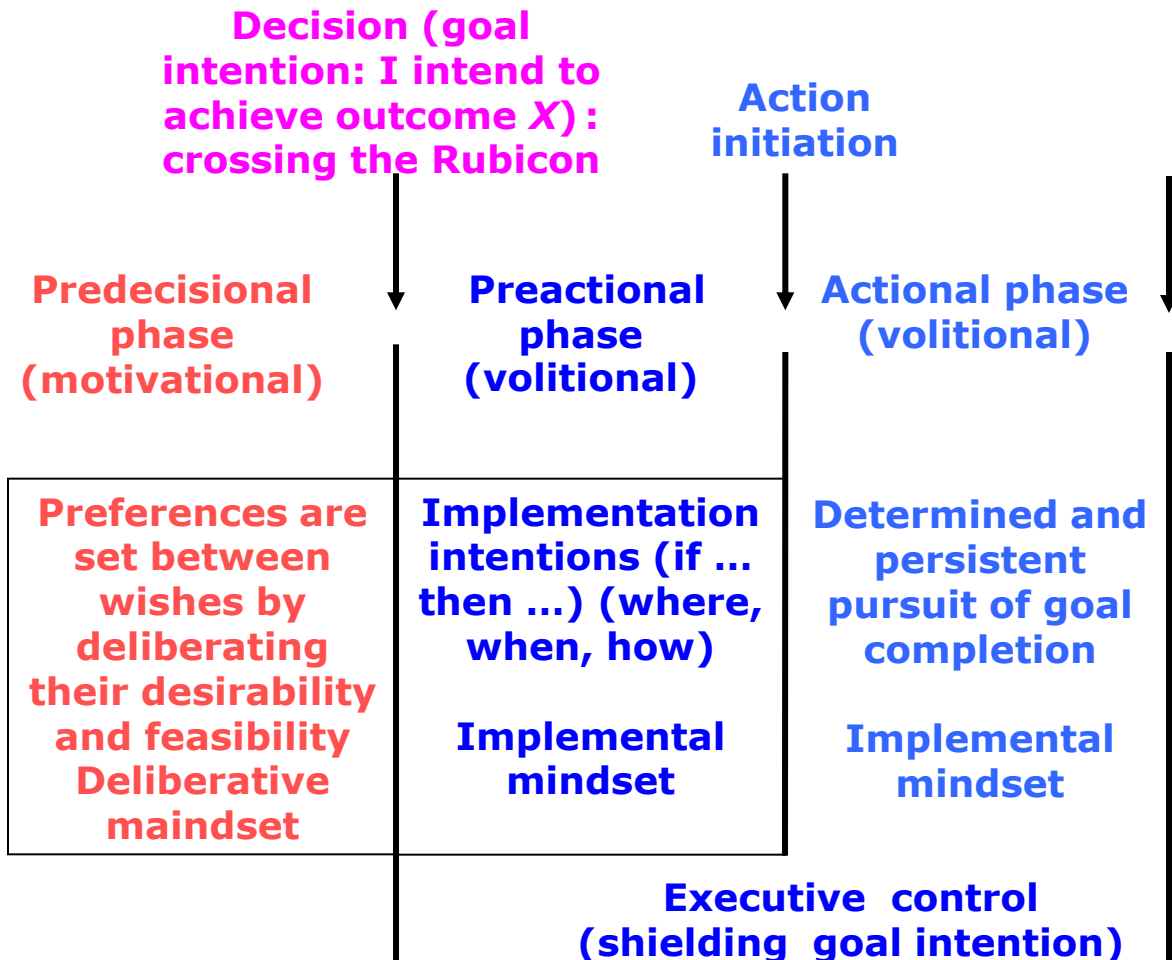 Decision (goal
intention: I intend to
achieve outcome X) :
crossing the Rubicon
Action
initiation
Predecisional
phase
(motivational)
Preactional
phase
(volitional)
Actional phase
(volitional)
Preferences are
set between
wishes by
deliberating
their desirability
and feasibility
Deliberative
maindset
Implementation
intentions (if …
then …) (where,
when, how)
Implemental
mindset
Determined and
persistent
pursuit of goal
completion
Implemental
mindset
Executive control
(shielding goal intention)